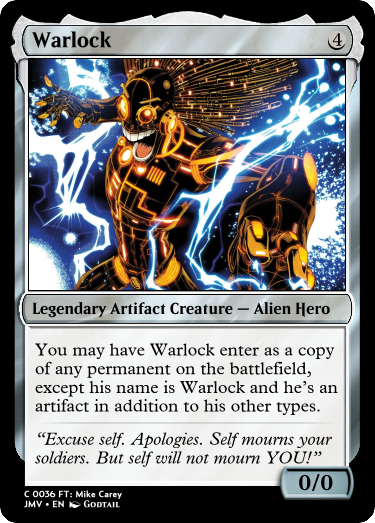 Warlock 4
Legendary Artifact Creature — Alien Hero
You may have Warlock enter as a copy
of any permanent on the battlefield,
except his name is Warlock and he's an
artifact in addition to his other types.
“Excuse self. Apologies. Self mourns your
soldiers. But self will not mourn YOU!”
0/0
C 0036 FT: Mike Carey
JMV • EN Godtail